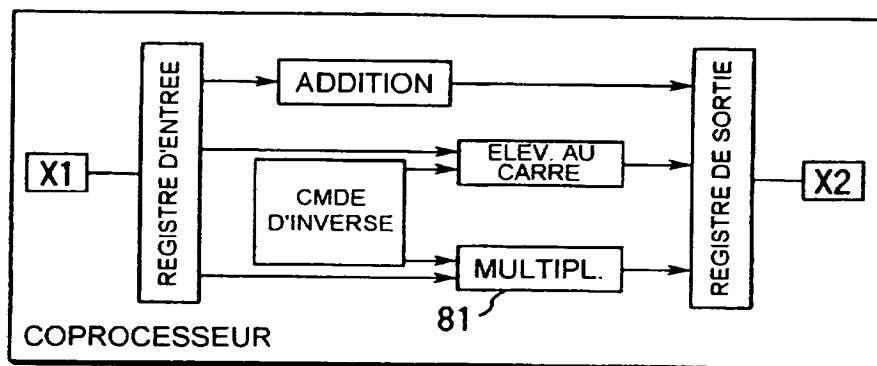 X1
REGISTRE D'ENTREE
ADDITION
ELEV. AU
CARRE
CMDE
D'INVERSE
MULTIPL.
81
REGISTRE DE SORTIE
X2
COPROCESSEUR